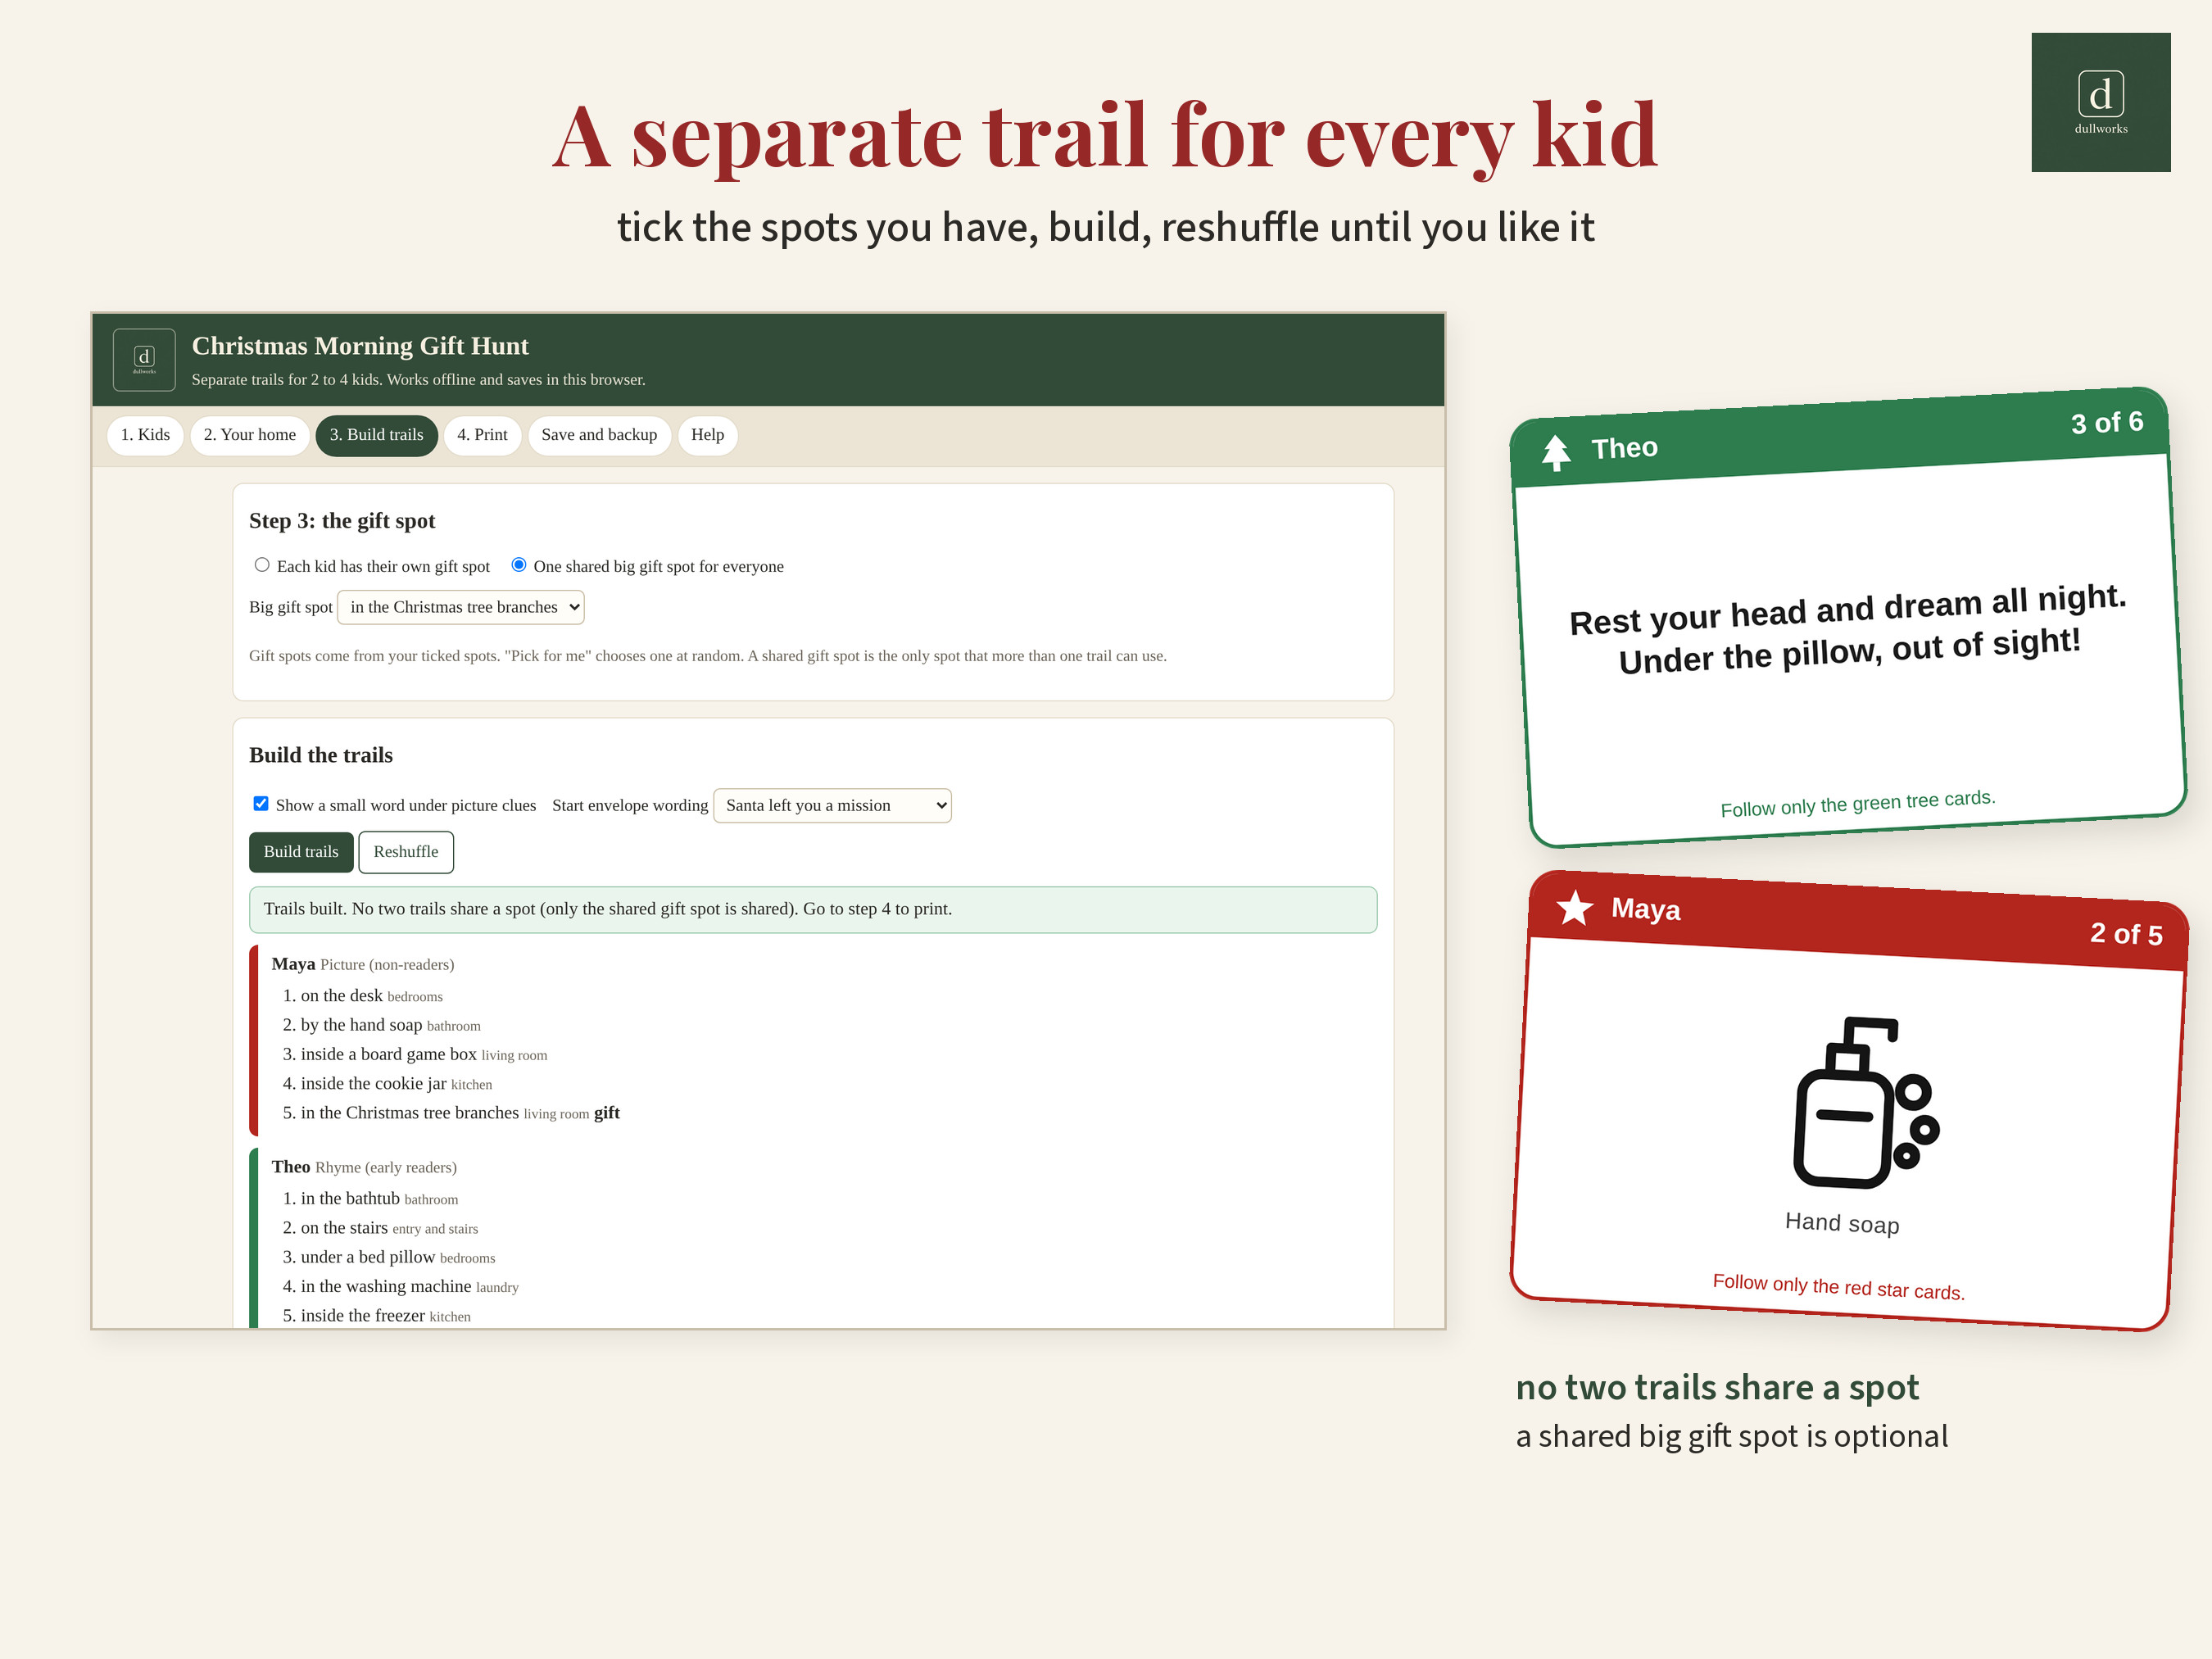 d
dullworks
A separate trail for every kid
tick the spots you have, build, reshuffle until you like it
d
dullworks
Christmas Morning Gift Hunt
Separate trails for 2 to 4 kids. Works offline and saves in this browser.
1. Kids 2. Your home 3. Build trails 4. Print Save and backup Help
Step 3: the gift spot
Each kid has their own gift spot One shared big gift spot for everyone
Big gift spot in the Christmas tree branches
Gift spots come from your ticked spots. "Pick for me" chooses one at random. A shared gift spot is the only spot that more than one trail can use.
Build the trails
Show a small word under picture clues Start envelope wording Santa left you a mission
Build trails Reshuffle
Trails built. No two trails share a spot (only the shared gift spot is shared). Go to step 4 to print.
Maya Picture (non-readers)
1. on the desk bedrooms
2. by the hand soap bathroom
3. inside a board game box living room
4. inside the cookie jar kitchen
5. in the Christmas tree branches living room gift
Theo Rhyme (early readers)
1. in the bathtub bathroom
2. on the stairs entry and stairs
3. under a bed pillow bedrooms
4. in the washing machine laundry
5. inside the freezer kitchen
Theo 3 of 6
Rest your head and dream all night.
Under the pillow, out of sight!
Follow only the green tree cards.
Maya 2 of 5
Hand soap
Follow only the red star cards.
no two trails share a spot
a shared big gift spot is optional